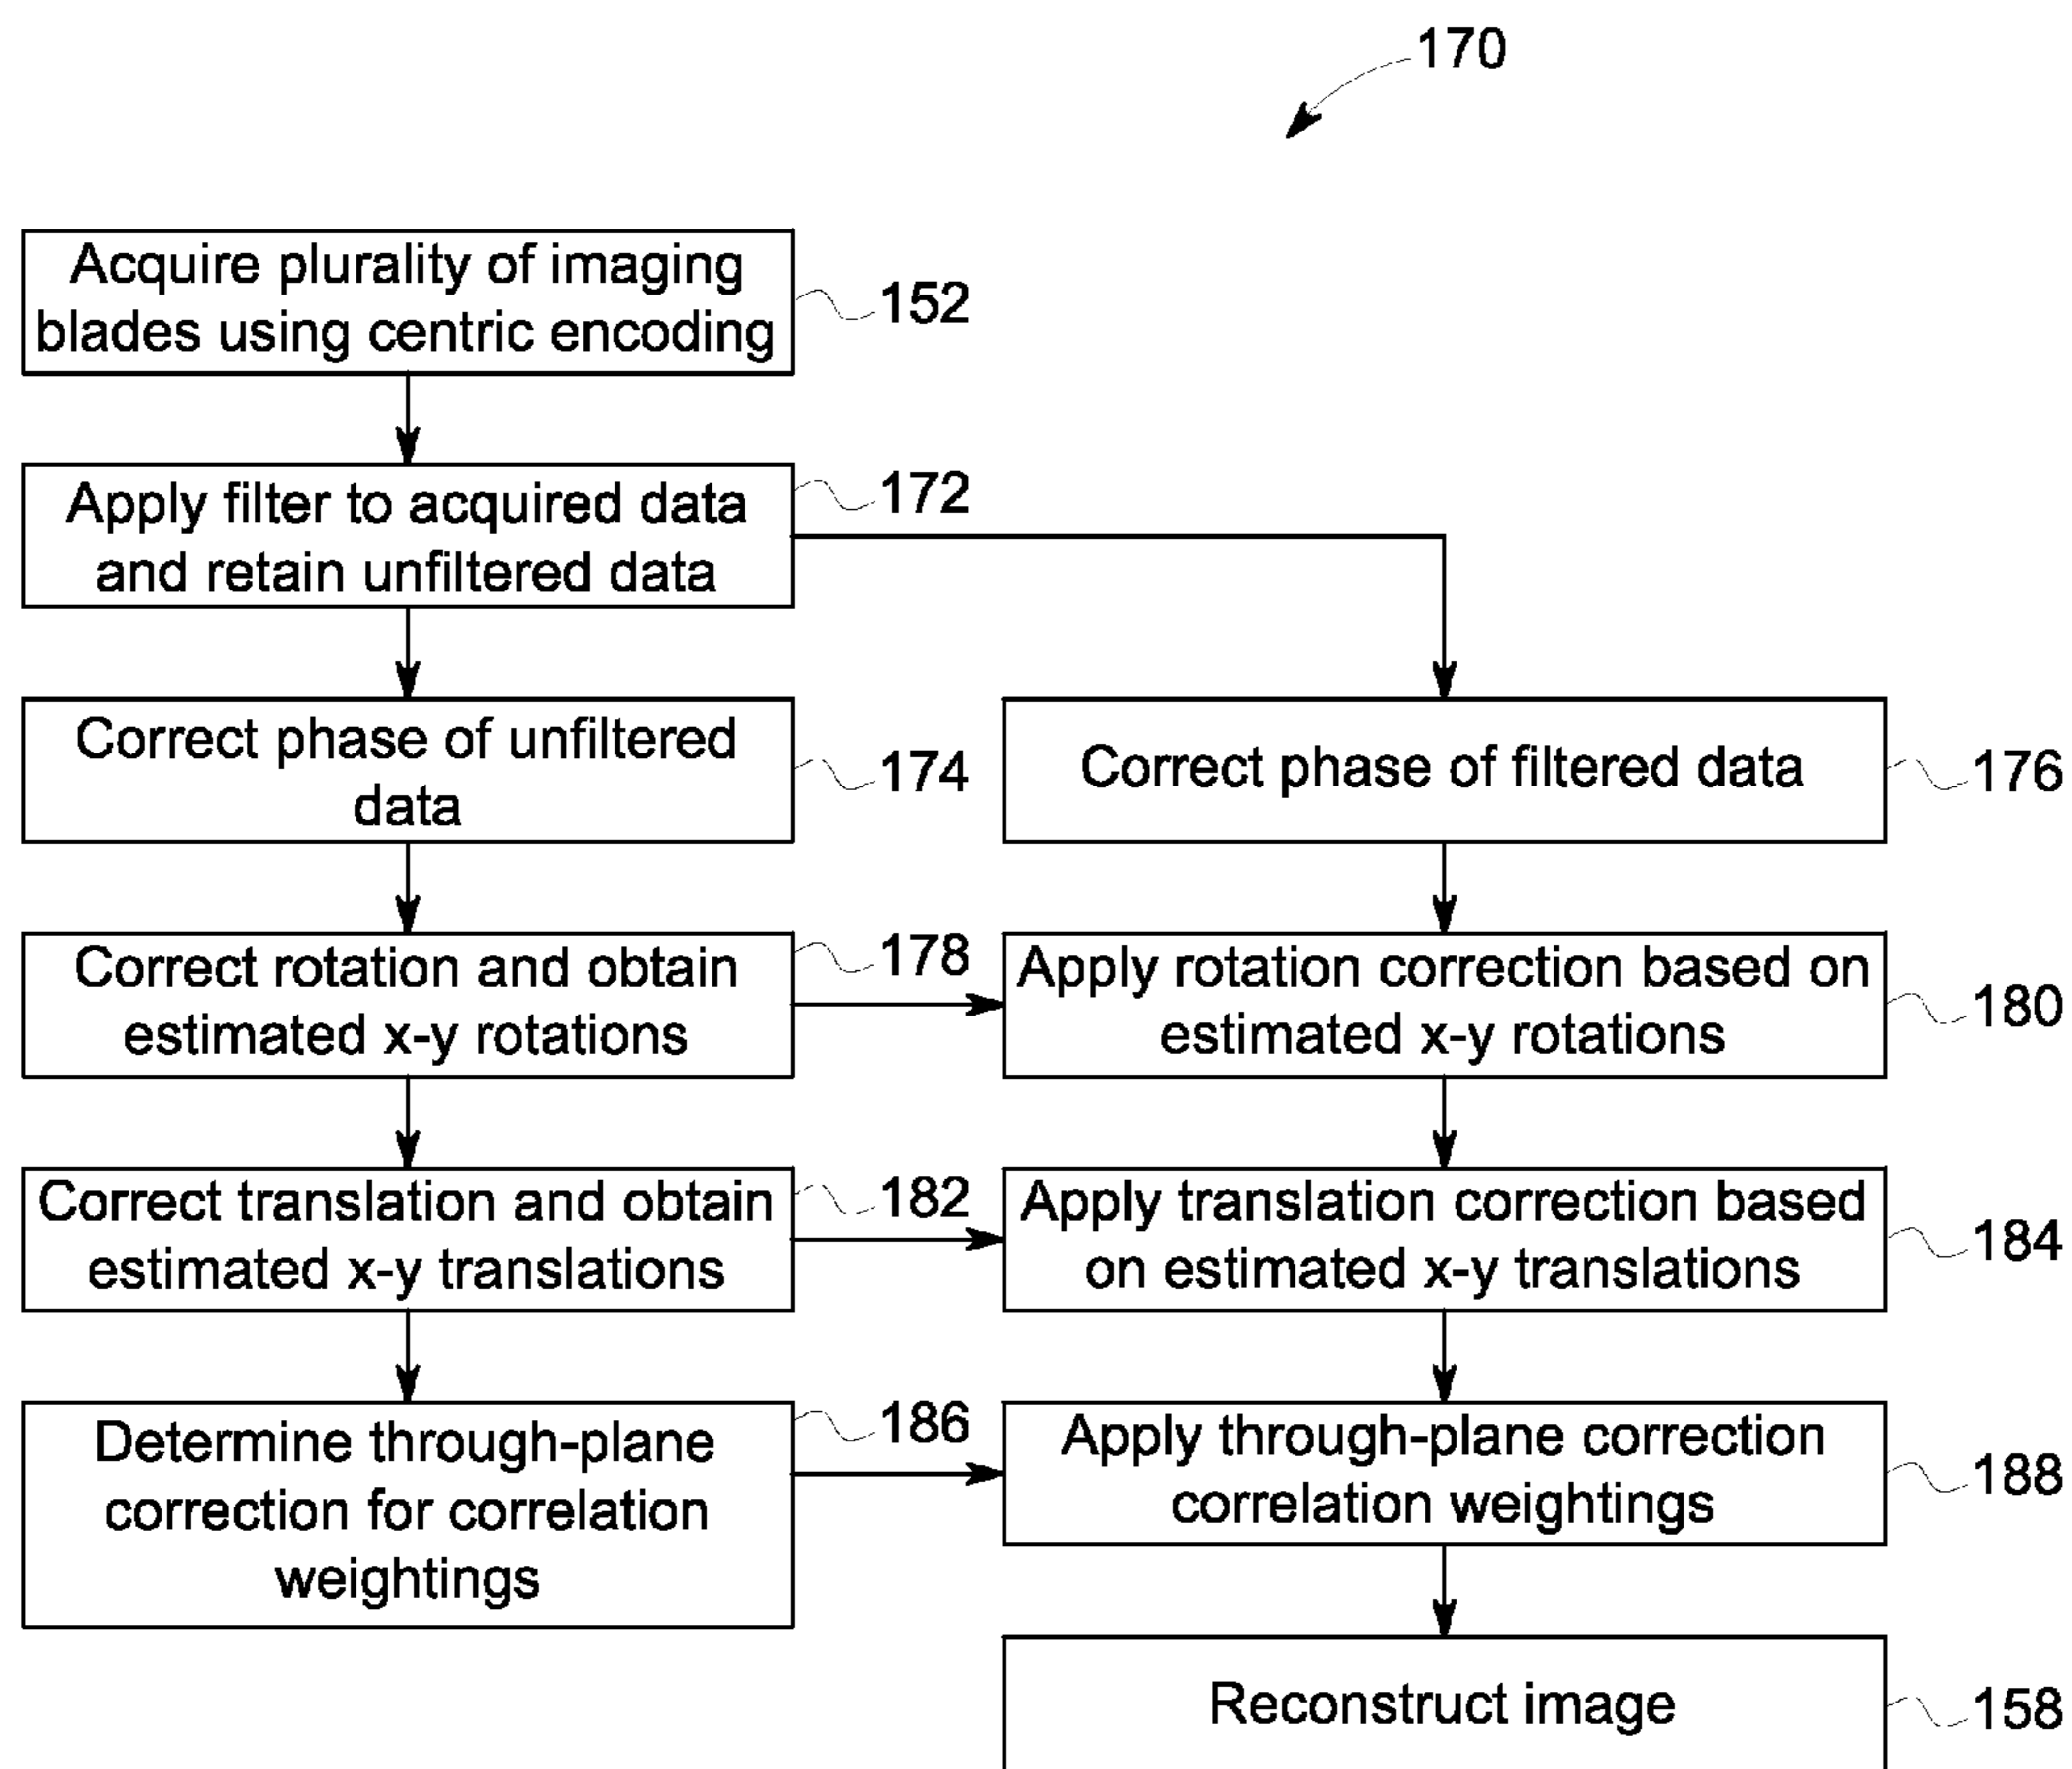 170
Acquire plurality of imaging
blades using centric encoding
152
Apply filter to acquired data
and retain unfiltered data
172
Correct phase of unfiltered
data
174
Correct phase of filtered data
176
Correct rotation and obtain
estimated x-y rotations
178
Apply rotation correction based on
estimated x-y rotations
180
Correct translation and obtain
estimated x-y translations
182
Apply translation correction based
on estimated x-y translations
184
Determine through-plane
correction for correlation
weightings
186
Apply through-plane correction
correlation weightings
188
Reconstruct image
158